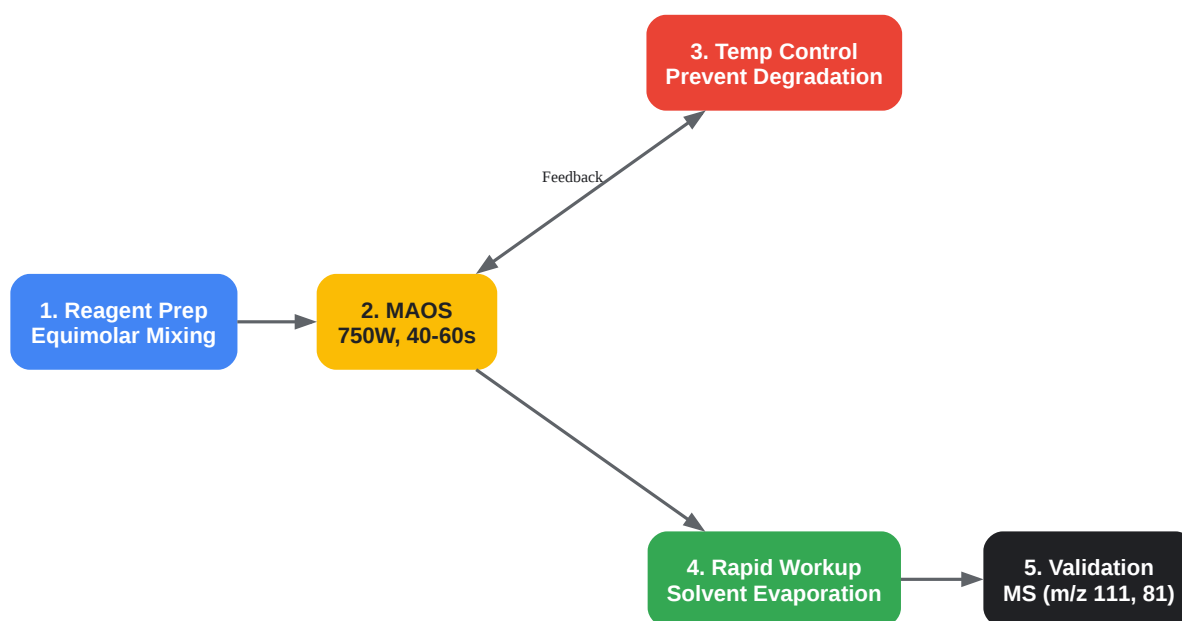 3. Temp Control
Prevent Degradation
Feedback
1. Reagent Prep
Equimolar Mixing
2. MAOS
750W, 40-60s
4. Rapid Workup
Solvent Evaporation
5. Validation
MS (m/z 111, 81)